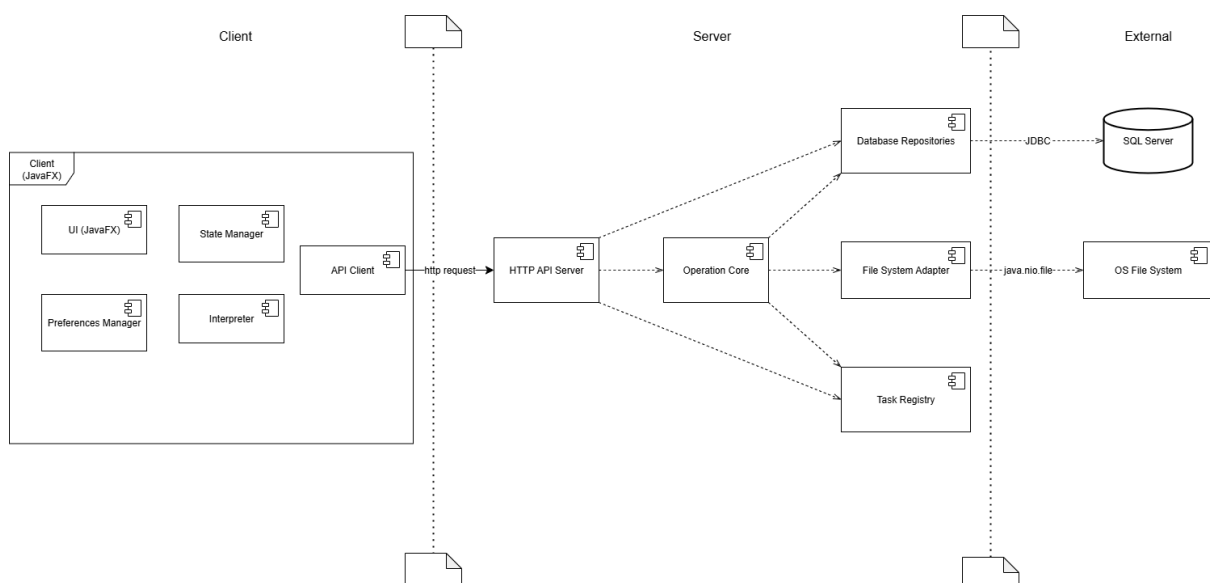 Client
Server
External
Client
(JavaFX)
UI (JavaFX)
State Manager
API Client
Preferences Manager
Interpreter
http request
HTTP API Server
Operation Core
Database Repositories
File System Adapter
Task Registry
JDBC
SQL Server
java.nio.file
OS File System